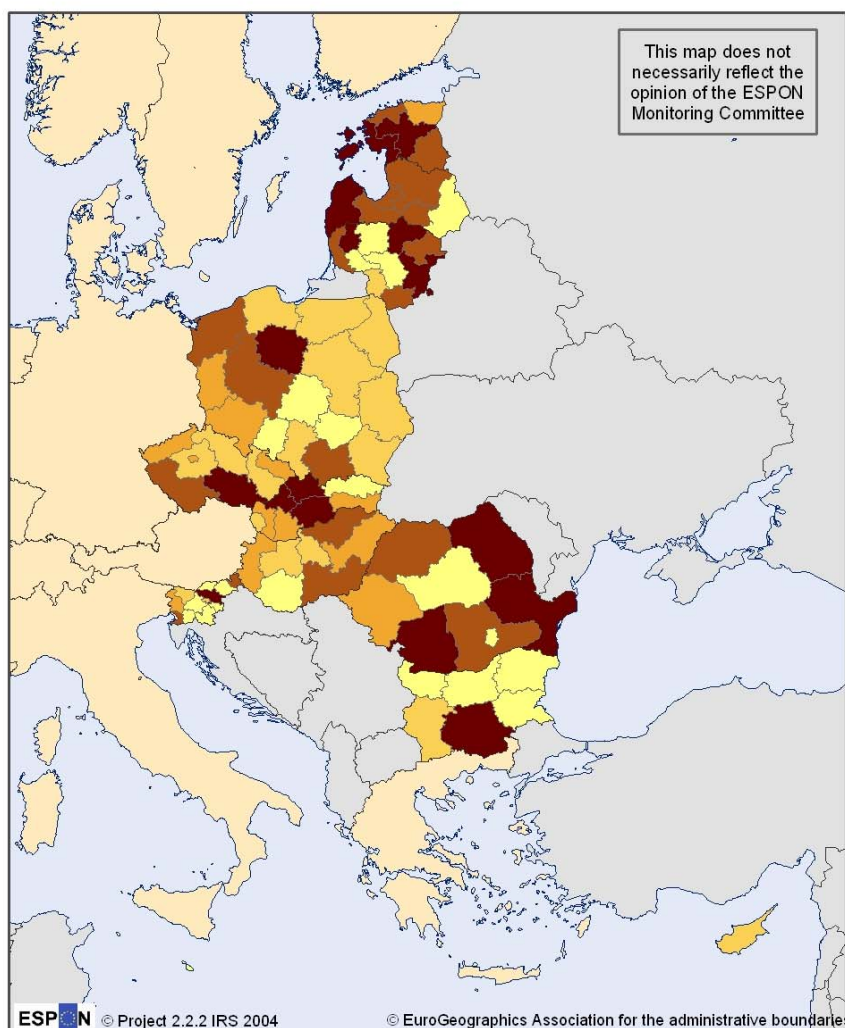 This map does not
necessarily reflect the
opinion of the ESPON
Monitoring Committee
ESPON © Project 2.2.2 IRS 2004
© EuroGeographics Association for the administrative boundaries